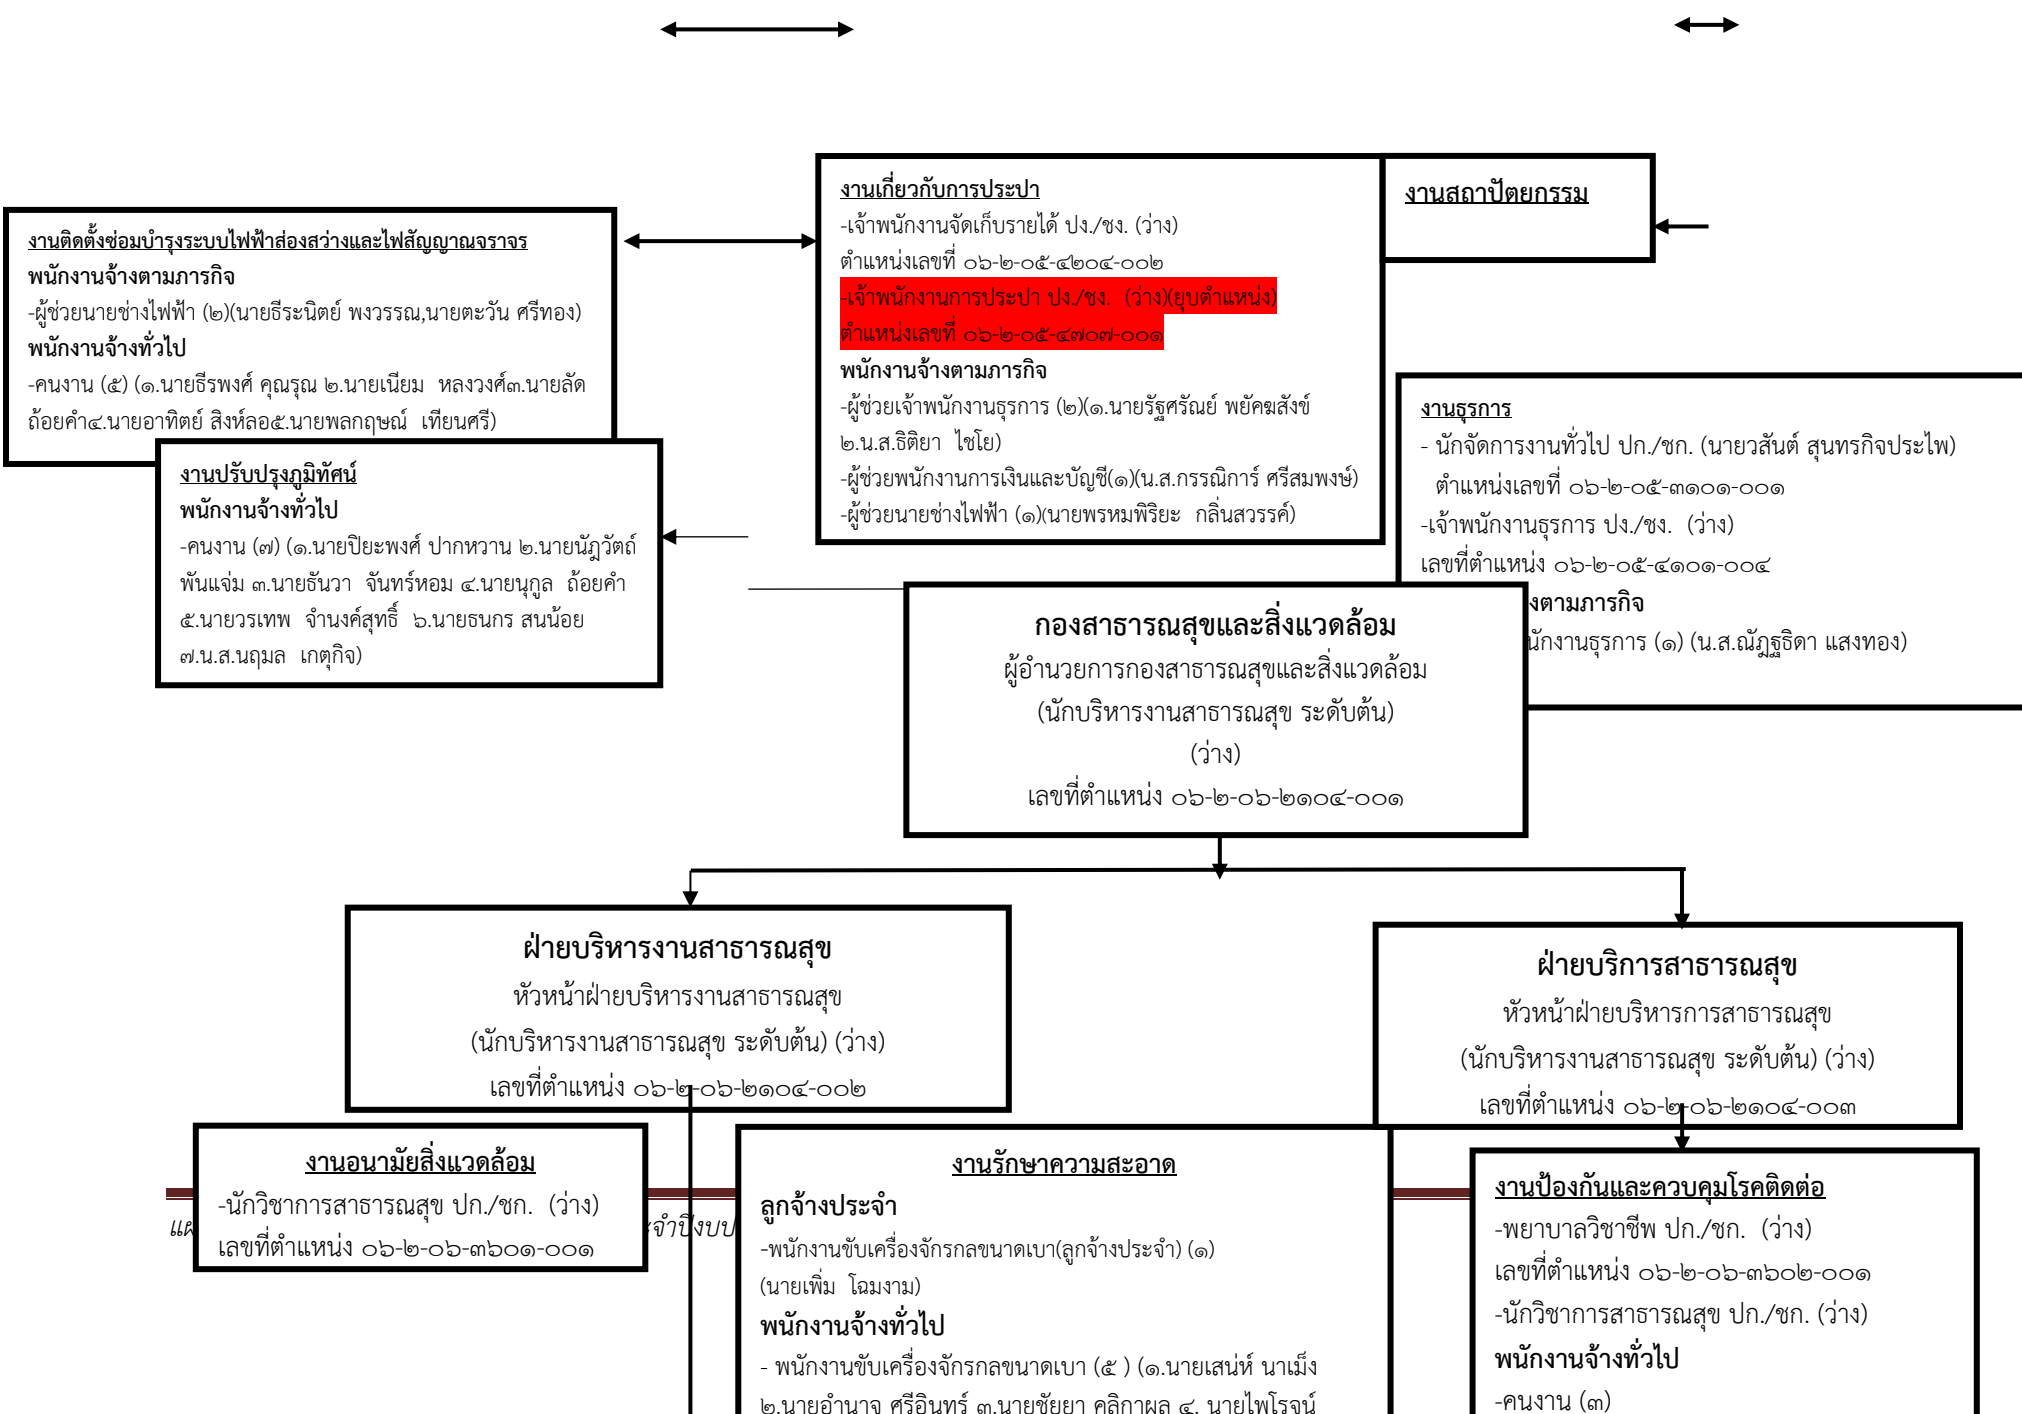 งานเกี่ยวกับการประปา
-เจ้าพนักงานจัดเก็บรายได้ ปง./ชง. (ว่าง)
ตำแหน่งเลขที่ ๐๖-๒-๐๕-๔๒๐๔-๐๐๒
-เจ้าพนักงานการประปา ปง./ชง. (ว่าง)(ยุบตำแหน่ง)
ตำแหน่งเลขที่ ๐๖-๒-๐๕-๔๗๐๗-๐๐๑
พนักงานจ้างตามภารกิจ
-ผู้ช่วยเจ้าพนักงานธุรการ (๒)(๑.นายรัฐศรัณย์ พยัคฆสังข์
๒.น.ส.ธิติยา ไชโย)
-ผู้ช่วยพนักงานการเงินและบัญชี(๑)(น.ส.กรรณิการ์ ศรีสมพงษ์)
-ผู้ช่วยนายช่างไฟฟ้า (๑)(นายพรหมพิริยะ กลิ่นสวรรค์)
งานสถาปัตยกรรม
งานติดตั้งซ่อมบำรุงระบบไฟฟ้าส่องสว่างและไฟสัญญาณจราจร
พนักงานจ้างตามภารกิจ
-ผู้ช่วยนายช่างไฟฟ้า (๒)(นายธีระนิตย์ พงวรรณ,นายตะวัน ศรีทอง)
พนักงานจ้างทั่วไป
-คนงาน (๕) (๑.นายธีรพงศ์ คุณรุณ ๒.นายเนียม หลงวงศ์๓.นายลัด
ถ้อยคำ๔.นายอาทิตย์ สิงห์ลอ๕.นายพลกฤษณ์ เทียนศรี)
งานปรับปรุงภูมิทัศน์
พนักงานจ้างทั่วไป
-คนงาน (๗) (๑.นายปิยะพงศ์ ปากหวาน ๒.นายนัฎวัตถ์
พันแจ่ม ๓.นายธันวา จันทร์หอม ๔.นายนุกูล ถ้อยคำ
๕.นายวรเทพ จำนงค์สุทธิ์ ๖.นายธนกร สนน้อย
๗.น.ส.นฤมล เกตุกิจ)
งานธุรการ
- นักจัดการงานทั่วไป ปก./ชก. (นายวสันต์ สุนทรกิจประไพ)
ตำแหน่งเลขที่ ๐๖-๒-๐๕-๓๑๐๑-๐๐๑
-เจ้าพนักงานธุรการ ปง./ชง. (ว่าง)
เลขที่ตำแหน่ง ๐๖-๒-๐๕-๔๑๐๑-๐๐๔
งตามภารกิจ
นักงานธุรการ (๑) (น.ส.ณัฏฐธิดา แสงทอง)
กองสาธารณสุขและสิ่งแวดล้อม
ผู้อำนวยการกองสาธารณสุขและสิ่งแวดล้อม
(นักบริหารงานสาธารณสุข ระดับต้น)
(ว่าง)
เลขที่ตำแหน่ง ๐๖-๒-๐๖-๒๑๐๔-๐๐๑
ฝ่ายบริหารงานสาธารณสุข
หัวหน้าฝ่ายบริหารงานสาธารณสุข
(นักบริหารงานสาธารณสุข ระดับต้น) (ว่าง)
เลขที่ตำแหน่ง ๐๖-๒-๐๖-๒๑๐๔-๐๐๒
ฝ่ายบริการสาธารณสุข
หัวหน้าฝ่ายบริหารการสาธารณสุข
(นักบริหารงานสาธารณสุข ระดับต้น) (ว่าง)
เลขที่ตำแหน่ง ๐๖-๒-๐๖-๒๑๐๔-๐๐๓
งานอนามัยสิ่งแวดล้อม
-นักวิชาการสาธารณสุข ปก./ชก. (ว่าง)
เลขที่ตำแหน่ง ๐๖-๒-๐๖-๓๖๐๑-๐๐๑
งานรักษาความสะอาด
ลูกจ้างประจำ
-พนักงานขับเครื่องจักรกลขนาดเบา(ลูกจ้างประจำ) (๑)
(นายเพิ่ม โฉมงาม)
พนักงานจ้างทั่วไป
- พนักงานขับเครื่องจักรกลขนาดเบา (๕ ) (๑.นายเสน่ห์ นาเม็ง
๒.นายอำนาจ ศรีอินทร์ ๓.นายชัยยา คลิกาผล ๔. นายไพโรจน์
งานป้องกันและควบคุมโรคติดต่อ
-พยาบาลวิชาชีพ ปก./ชก. (ว่าง)
เลขที่ตำแหน่ง ๐๖-๒-๐๖-๓๖๐๒-๐๐๑
-นักวิชาการสาธารณสุข ปก./ชก. (ว่าง)
พนักงานจ้างทั่วไป
-คนงาน (๓)